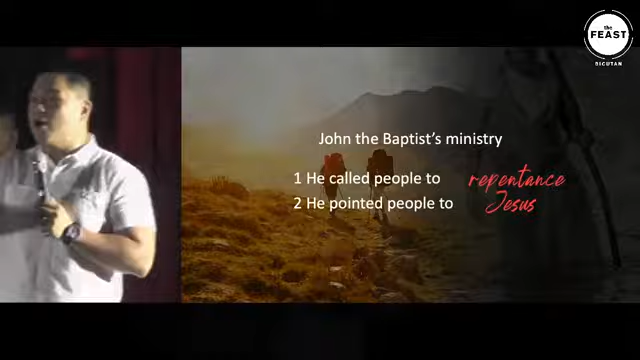 the
FEAST
BICUTAN
John the Baptist's ministry
1 He called people to repentance
2 He pointed people to Jesus